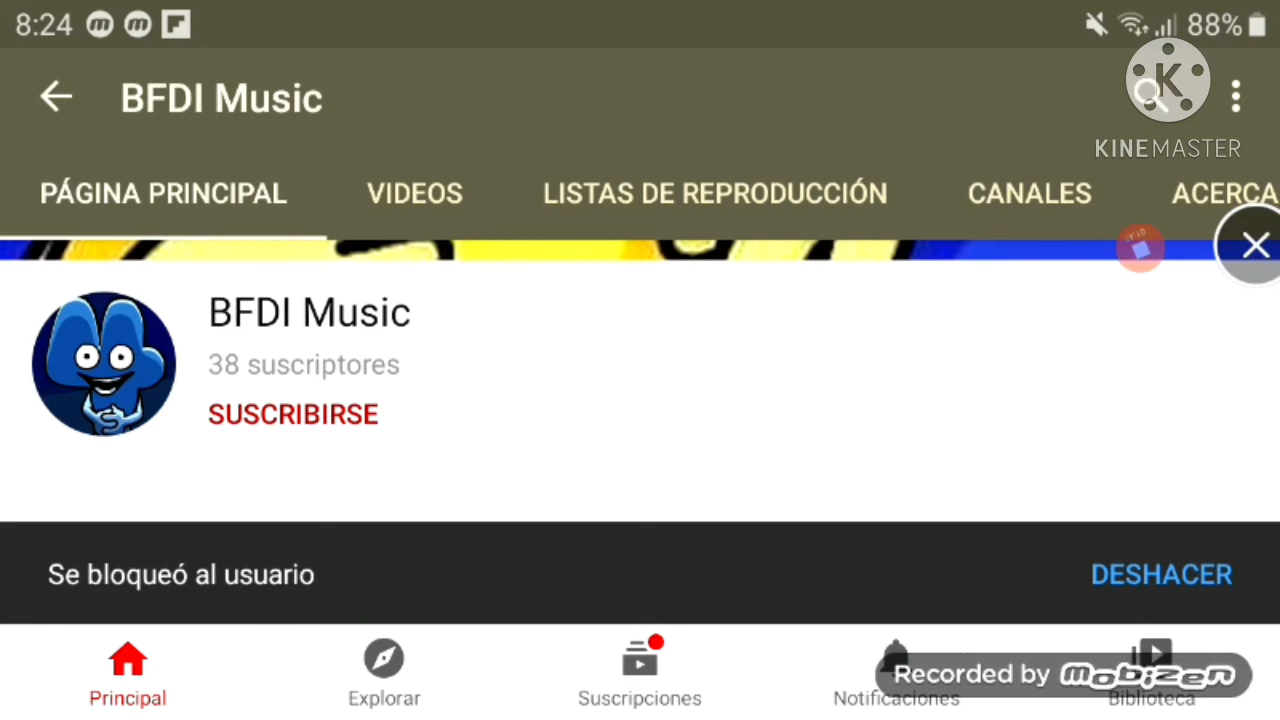 8:24
88%
BFDI Music
KINEMASTER
PÁGINA PRINCIPAL VIDEOS LISTAS DE REPRODUCCIÓN CANALES ACERCA
BFDI Music
38 suscriptores
SUSCRIBIRSE
Se bloqueó al usuario DESHACER
Recorded by Mobizen
Principal Explorar Suscripciones Notificaciones Biblioteca